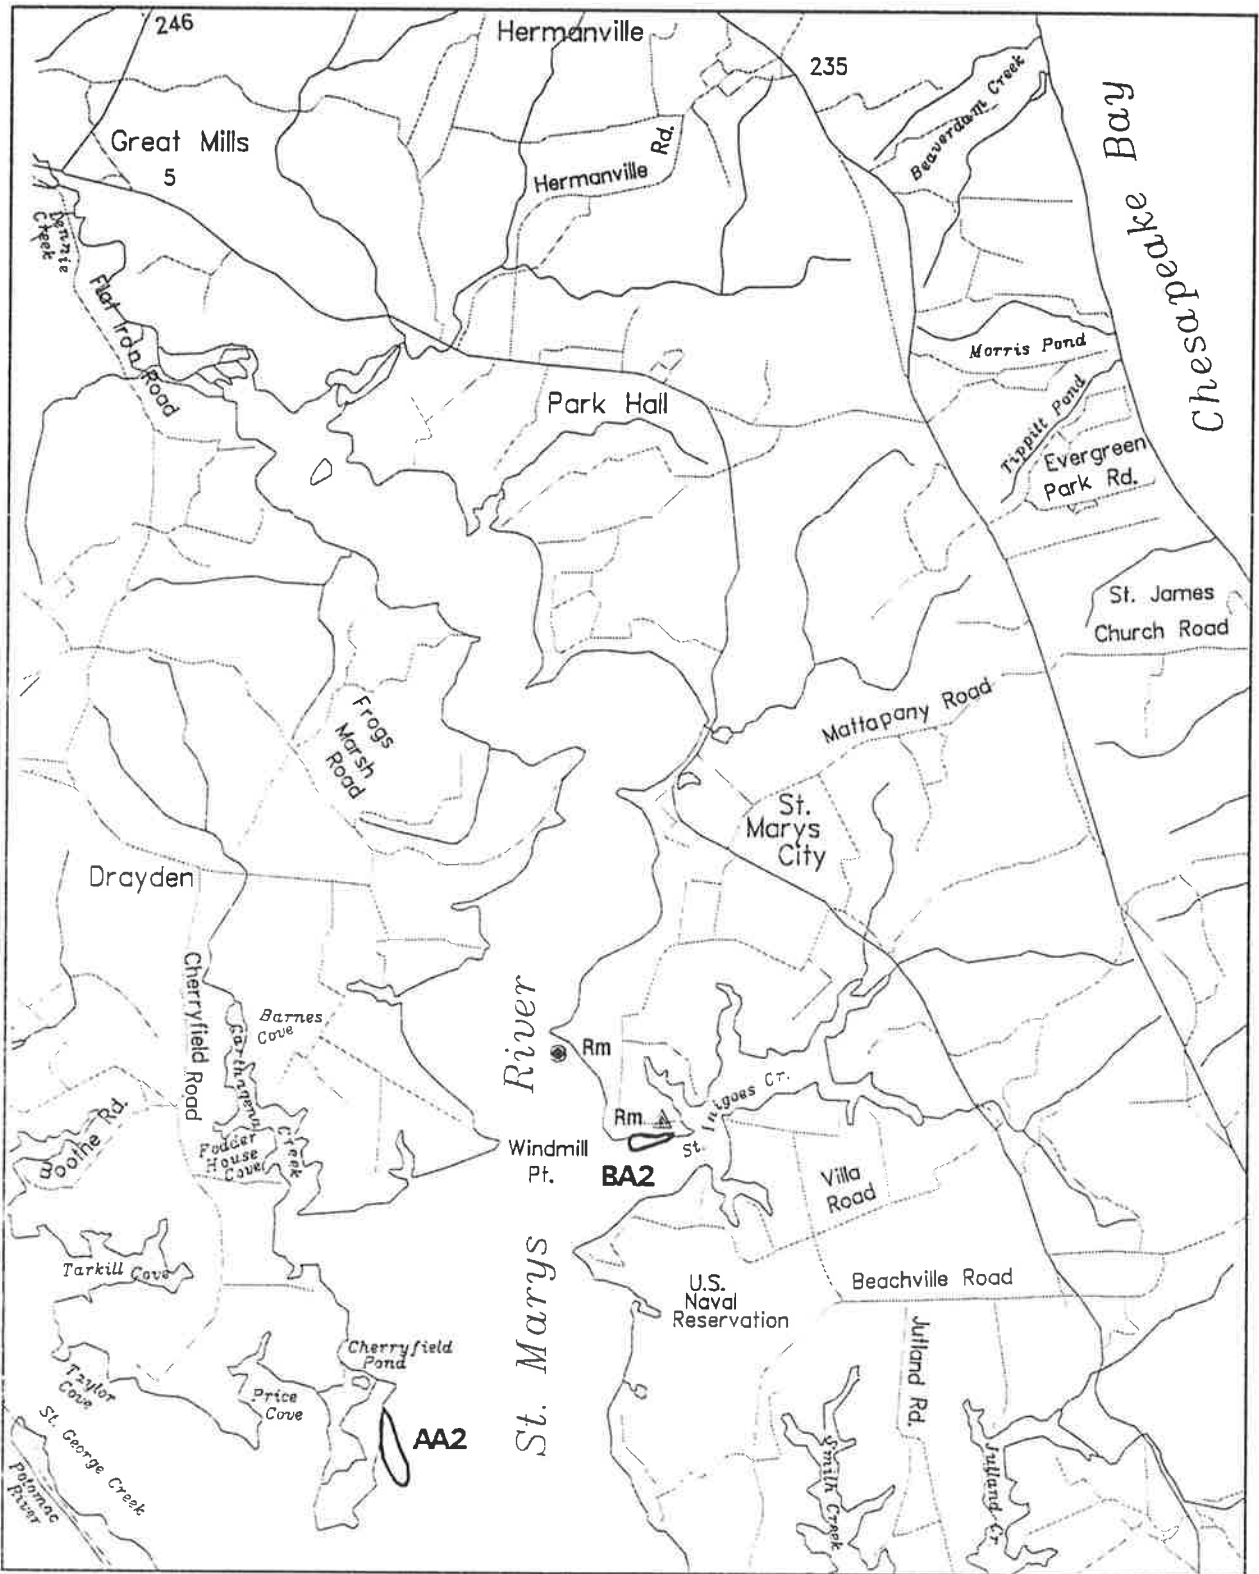 246
Hermanville
235
Beaverdam Creek
Chesapeake Bay
Great Mills
5
Hermanville Rd.
Dennie
Creek
Flat Iron Road
Morris Pond
Park Hall
Tippitt Pond
Evergreen
Park Rd.
St. James
Church Road
Mattapany Road
Frogs
Marsh
Road
St.
Marys
City
Drayden
Cherryfield Road
Barnes
Cove
Carthagena Creek
Rm
Rm
St. Inigoes Cr.
Boothe Rd.
Fodder
House
Cove
Windmill
Pt.
BA2
Villa
Road
St. Marys River
Tarkill Cove
U.S.
Naval
Reservation
Beachville Road
Jutland Rd.
Cherryfield
Pond
Taylor
Cove
Price
Cove
St. George Creek
AA2
Potomac
River
Smith Creek
Jutland Cr.